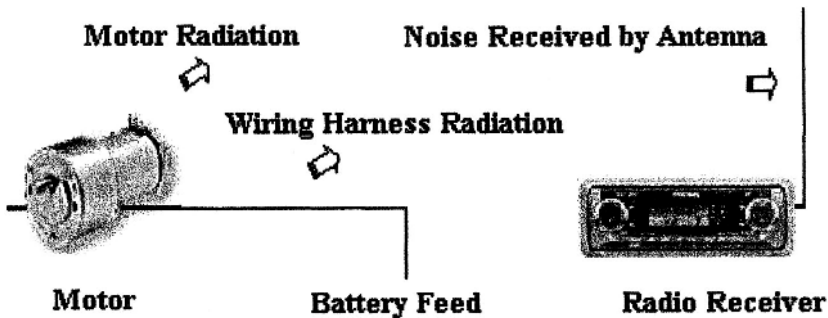 Motor Radiation
Noise Received by Antenna
Wiring Harness Radiation
Motor
Battery Feed
Radio Receiver